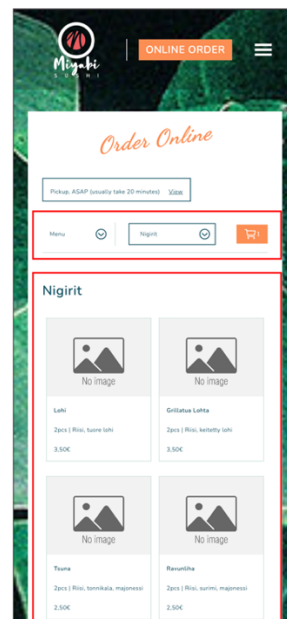 Miyabi
SUSHI
ONLINE ORDER
Order Online
Pickup, ASAP (usually take 20 minutes) View
Menu
Nigirit
1
Nigirit
No image
No image
Lohi
Grillatua Lohta
2pcs | Riisi, tuore lohi
2pcs | Riisi, keitetty lohi
3,50€
3,50€
No image
No image
Tsuna
Ravuntiha
2pcs | Riisi, tonnikala, majonessi
2pcs | Riisi, surimi, majonessi
2,50€
2,50€